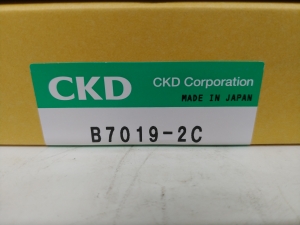 CKD
CKD Corporation
MADE IN JAPAN
B7019-2C